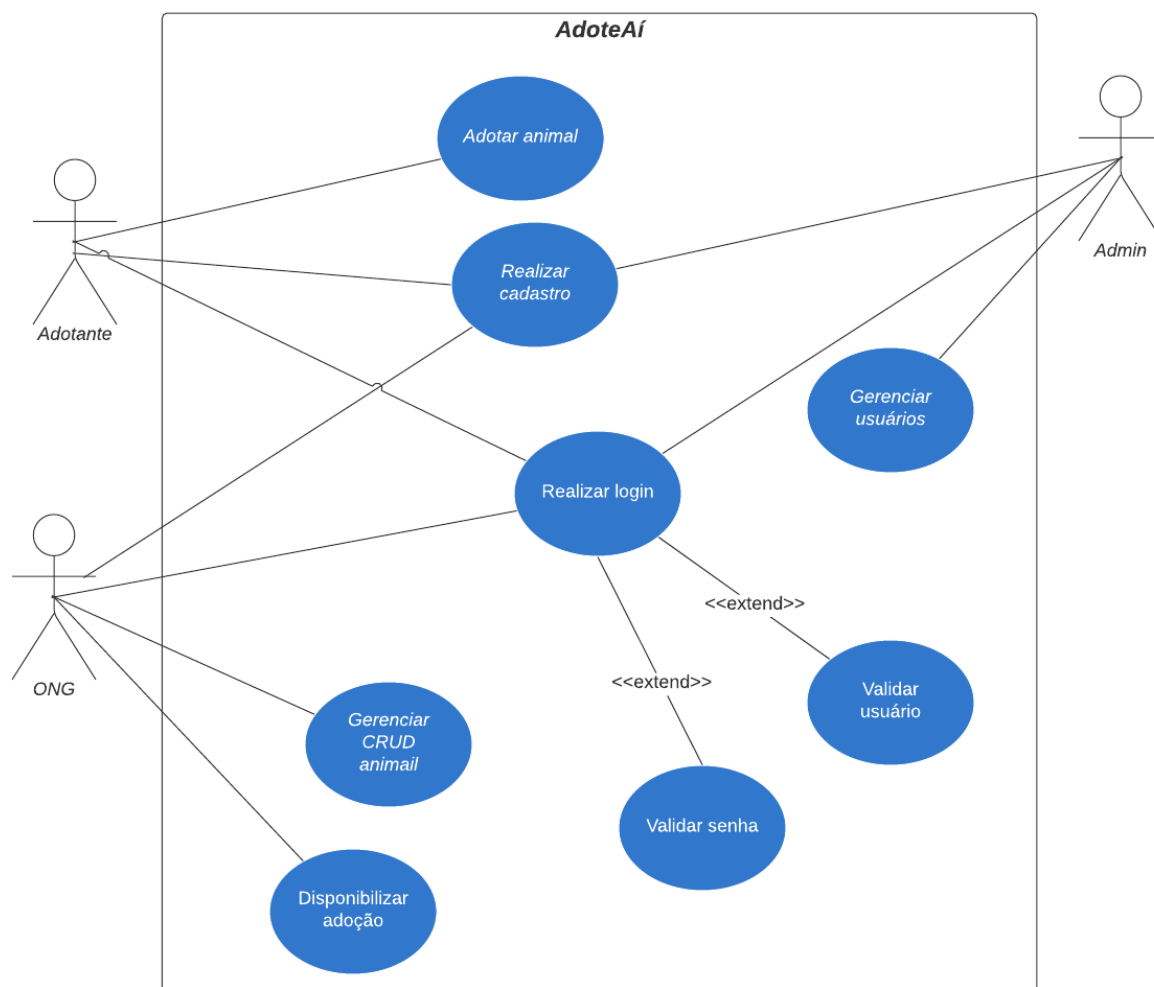 AdoteAí
Adotar animal
Admin
Realizar
cadastro
Adotante
Gerenciar
usuários
Realizar login
<<extend>>
<<extend>>
Validar
usuário
ONG
Gerenciar
CRUD
animail
Validar senha
Disponibilizar
adoção